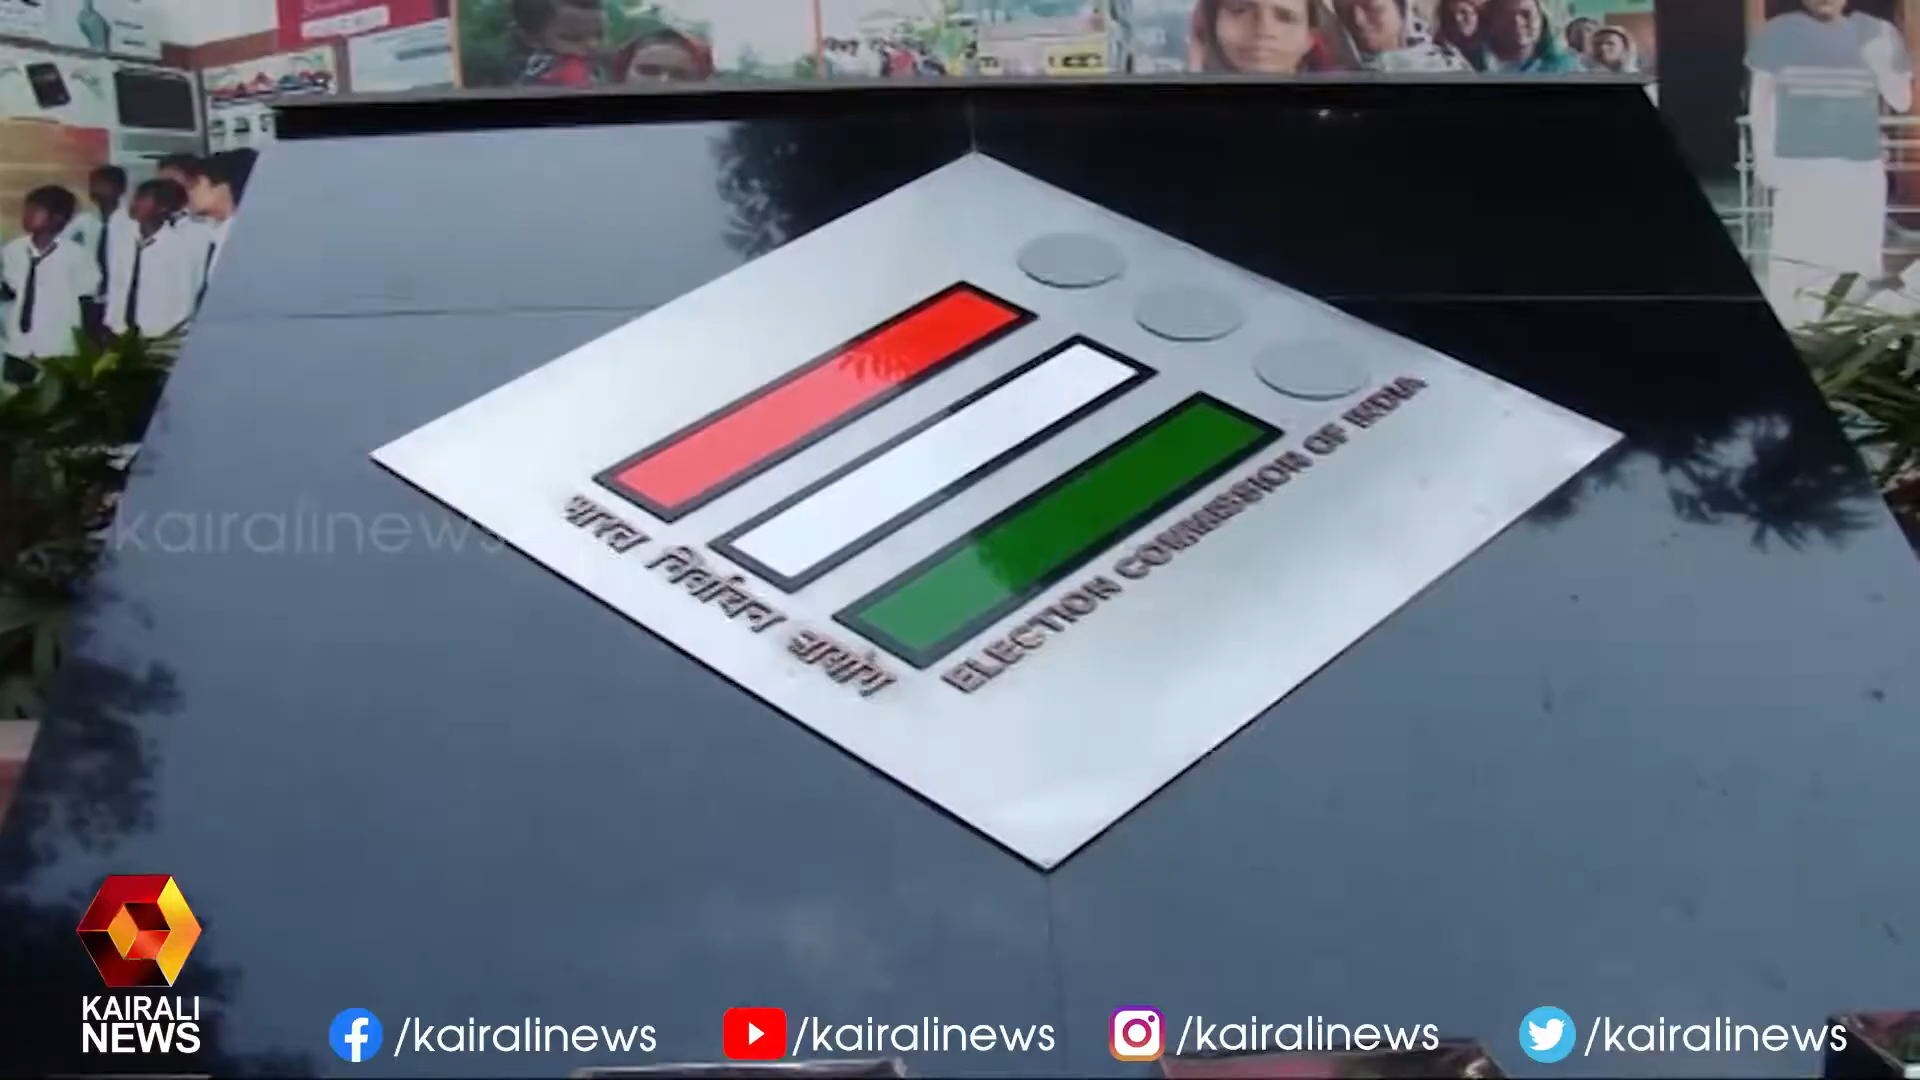 kairalinews
भारत निर्वाचन आयोग
ELECTION COMMISSION OF INDIA
KAIRALI
NEWS
/kairalinews
/kairalinews
/kairalinews
/kairalinews